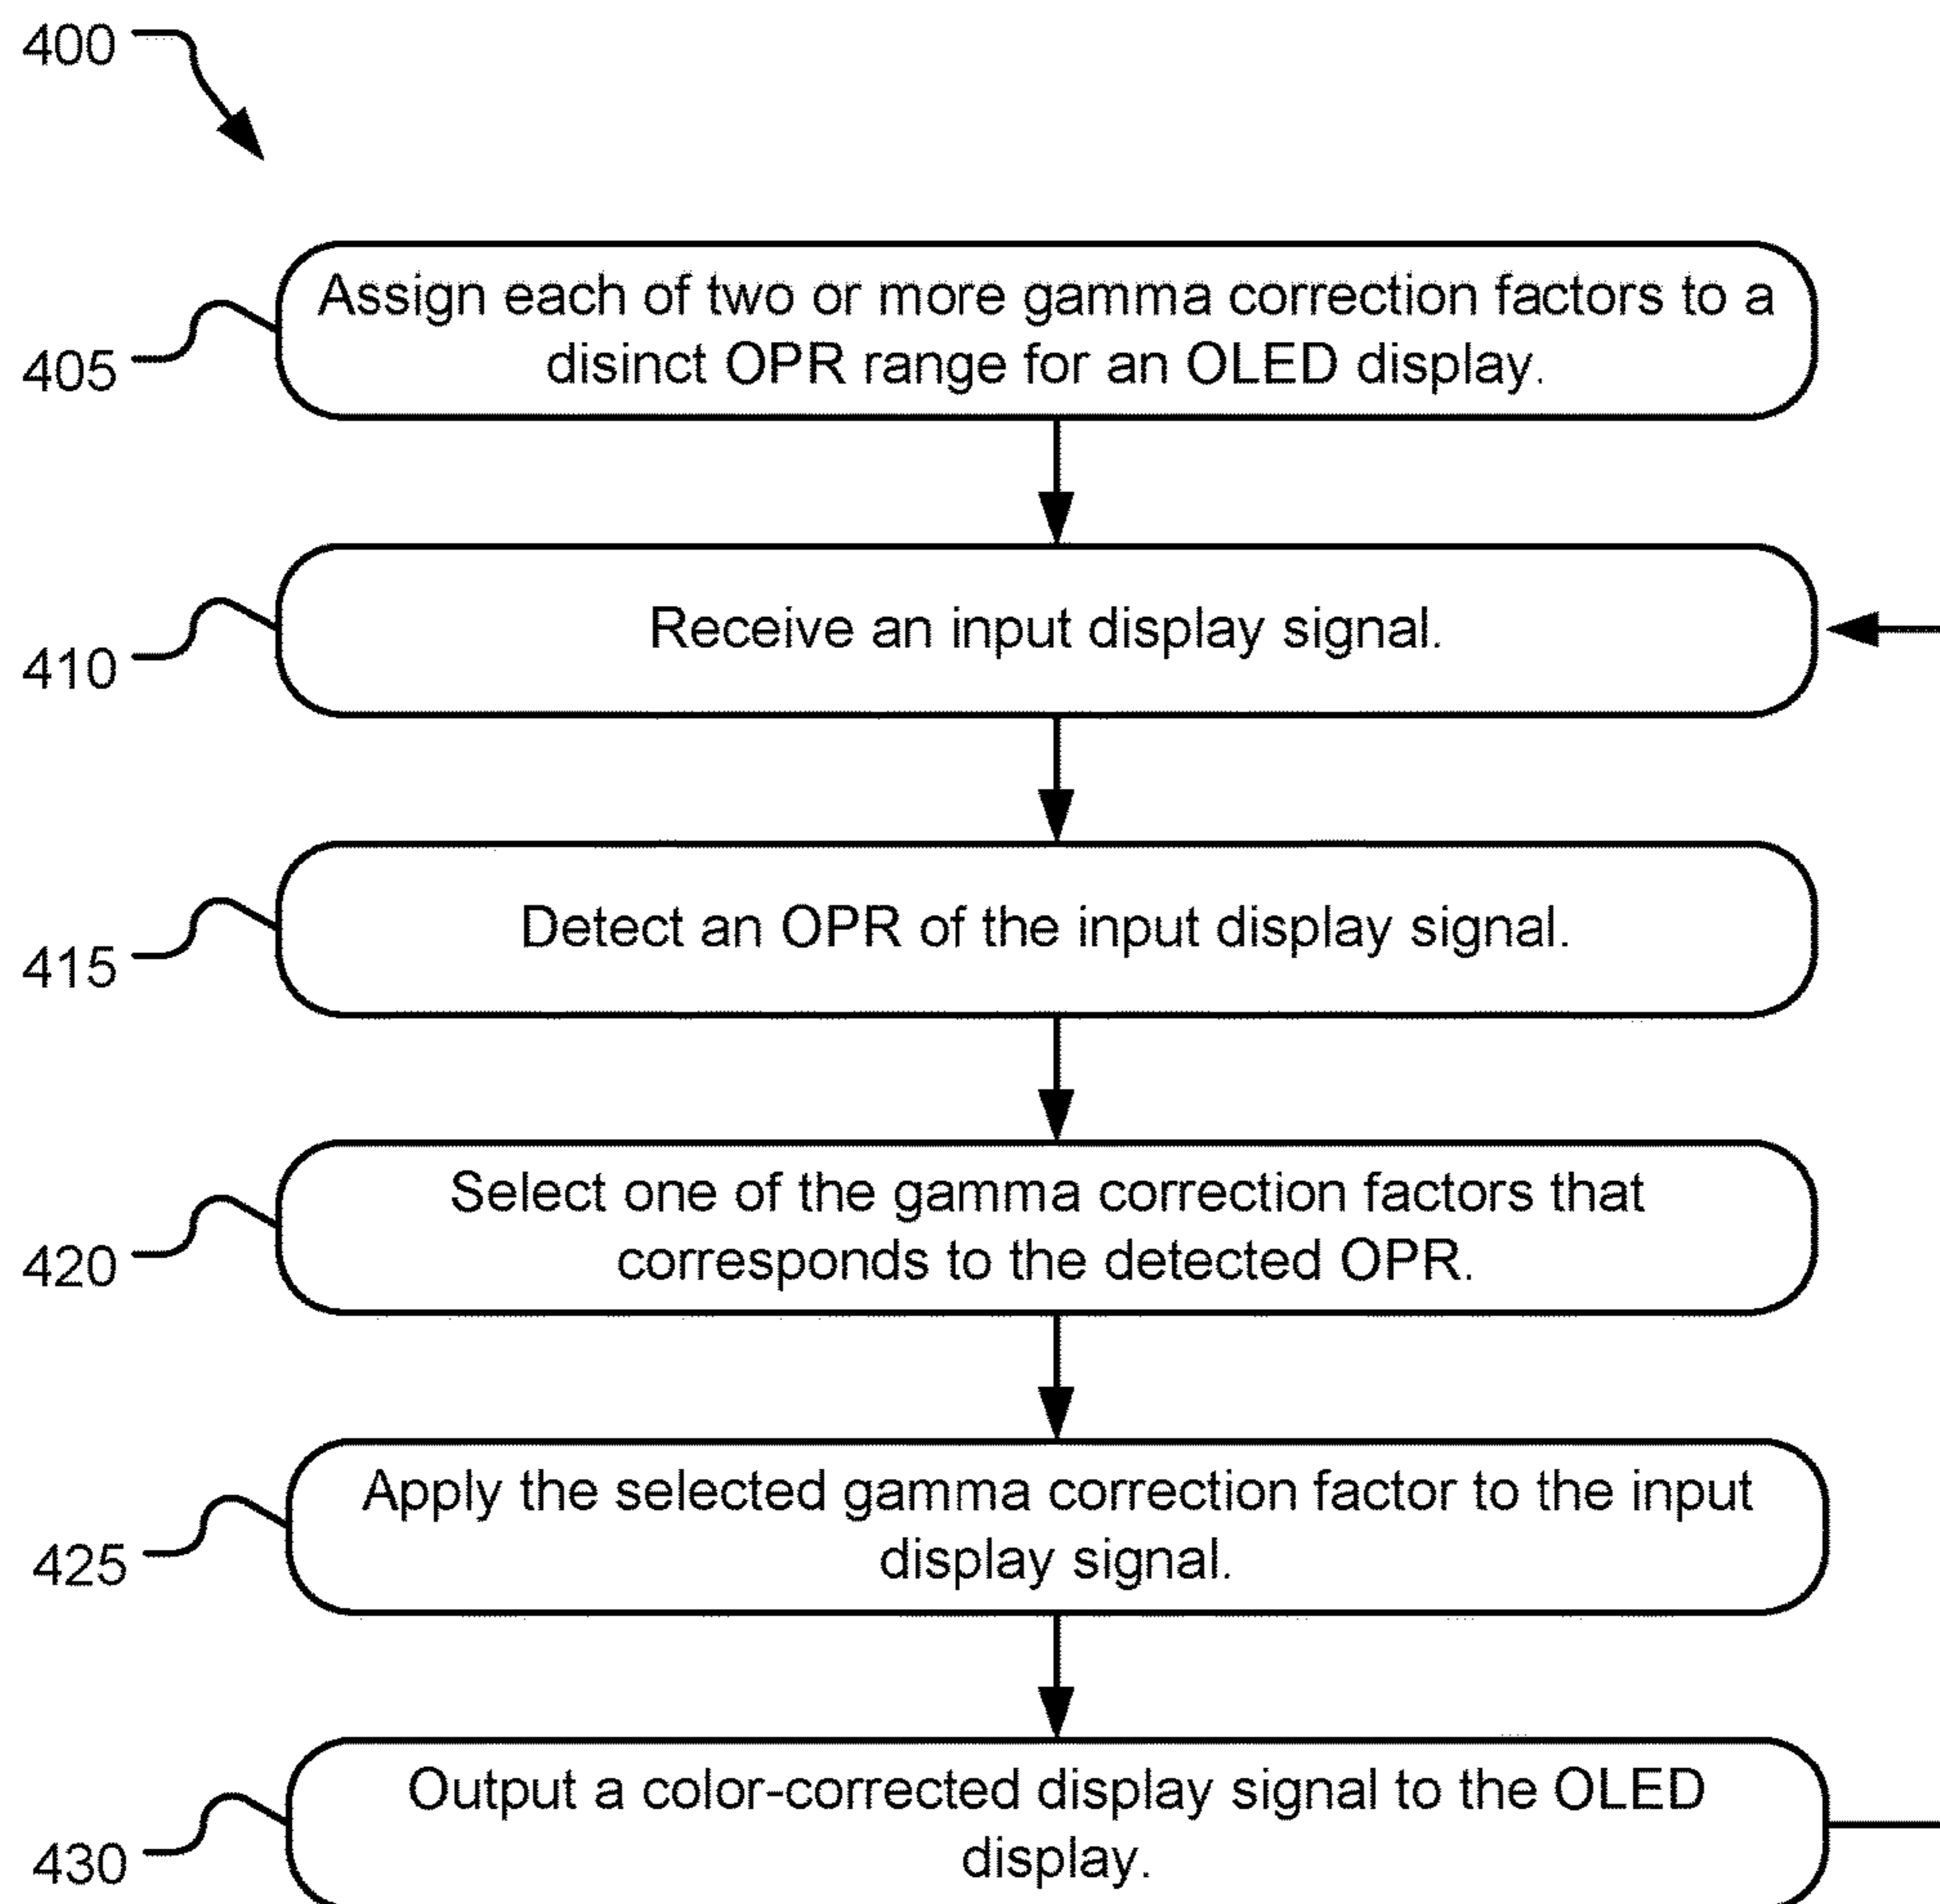 400
405
Assign each of two or more gamma correction factors to a
disinct OPR range for an OLED display.
410
Receive an input display signal.
415
Detect an OPR of the input display signal.
420
Select one of the gamma correction factors that
corresponds to the detected OPR.
425
Apply the selected gamma correction factor to the input
display signal.
430
Output a color-corrected display signal to the OLED
display.